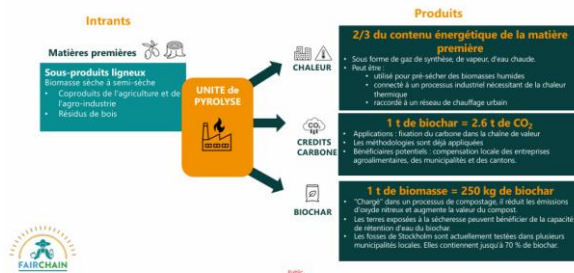 Intrants
Matières premières
Sous-produits ligneux
Biomasse sèche à semi-sèche
• Coproduits de l'agriculture et de
l'agro-industrie
• Résidus de bois
UNITE de
PYROLYSE
Produits
CHALEUR
2/3 du contenu énergétique de la matière
première
• Sous forme de gaz de synthèse, de vapeur, d'eau chaude.
• Peut être :
• utilisé pour pré-sécher des biomasses humides
• connecté à un processus industriel nécessitant de la chaleur
thermique
• raccordé à un réseau de chauffage urbain
CO2
CREDITS
CARBONE
1 t de biochar = 2.6 t de CO2
• Applications : fixation du carbone dans la chaîne de valeur
• Les méthodologies sont déjà appliquées
• Bénéficiaires potentiels : compensation locale des entreprises
agroalimentaires, des municipalités et des cantons.
BIOCHAR
1 t de biomasse = 250 kg de biochar
• "Chargé" dans un processus de compostage, il réduit les émissions
d'oxyde nitreux et augmente la valeur du compost.
• Les terres exposées à la sécheresse peuvent bénéficier de la capacité
de rétention d'eau du biochar.
• Les fosses de Stockholm sont actuellement testées dans plusieurs
municipalités locales. Elles contiennent jusqu'à 70 % de biochar.
FAIRCHAIN